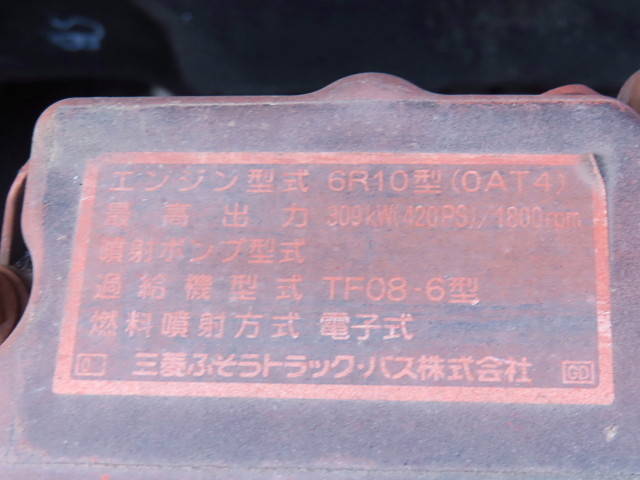 エンジン型式 6R10型(0AT4)
最高出力 309kW(420PS)/1800rpm
噴射ポンプ型式
過給機型式 TF08-6型
燃料噴射方式 電子式
0 三菱ふそうトラック・バス株式会社 GD